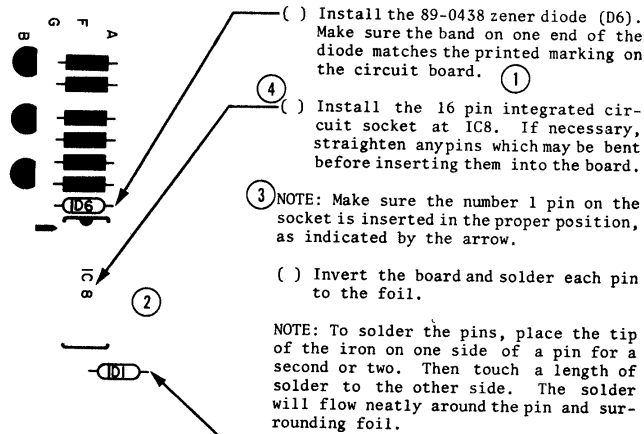 B
G
F
A
( ) Install the 89-0438 zener diode (D6).
Make sure the band on one end of the
diode matches the printed marking on
the circuit board.
1
4
( ) Install the 16 pin integrated cir-
cuit socket at IC8. If necessary,
straighten anypins which may be bent
before inserting them into the board.
D6
3
NOTE: Make sure the number 1 pin on the
socket is inserted in the proper position,
as indicated by the arrow.
IC 8
( ) Invert the board and solder each pin
to the foil.
2
NOTE: To solder the pins, place the tip
of the iron on one side of a pin for a
second or two. Then touch a length of
solder to the other side. The solder
will flow neatly around the pin and sur-
rounding foil.